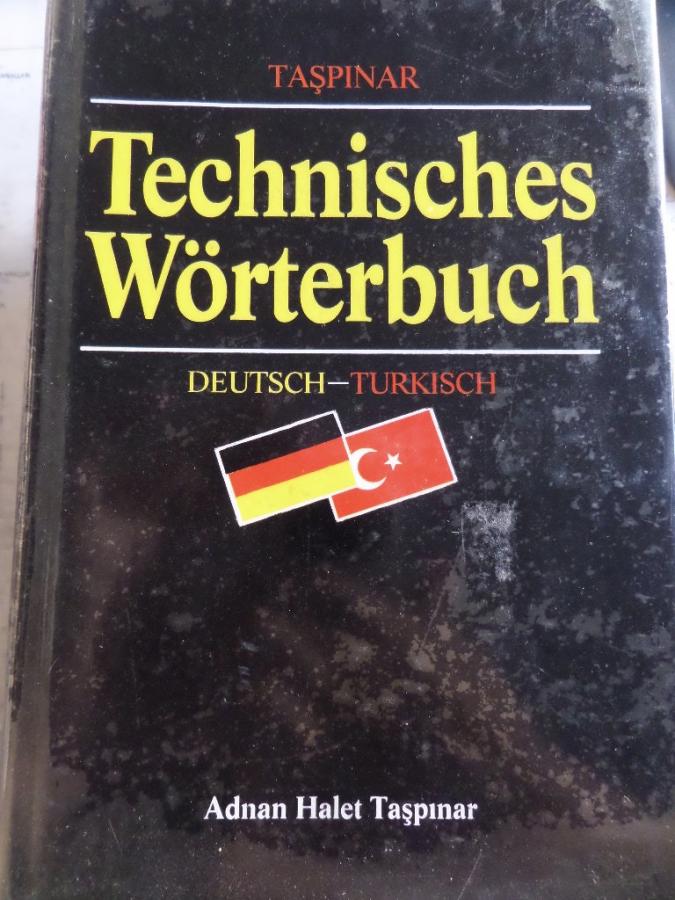 TAŞPINAR
Technisches
Wörterbuch
DEUTSCH–TURKISCH
Adnan Halet Taşpınar